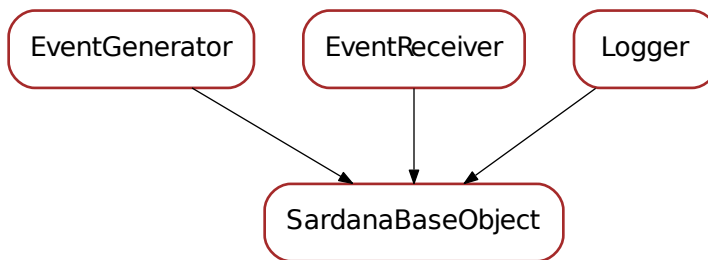 EventGenerator
EventReceiver
Logger
SardanaBaseObject